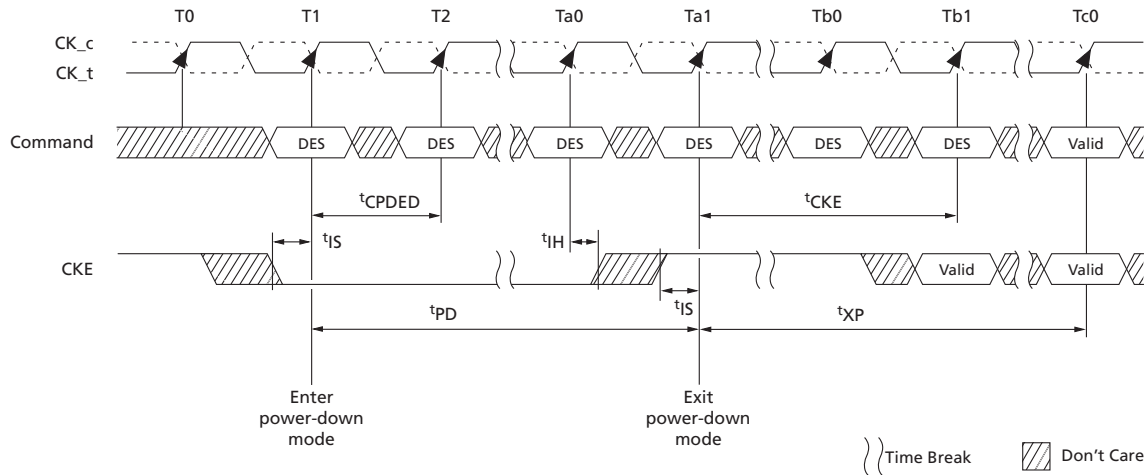 T0 T1 T2 Ta0 Ta1 Tb0 Tb1 Tc0
CK_c
CK_t
Command DES DES DES DES DES DES Valid
tCPDED tCKE
tIS tIH
CKE Valid Valid
tIS
tPD tXP
Enter Exit
power-down power-down
mode mode
Time Break Don't Care